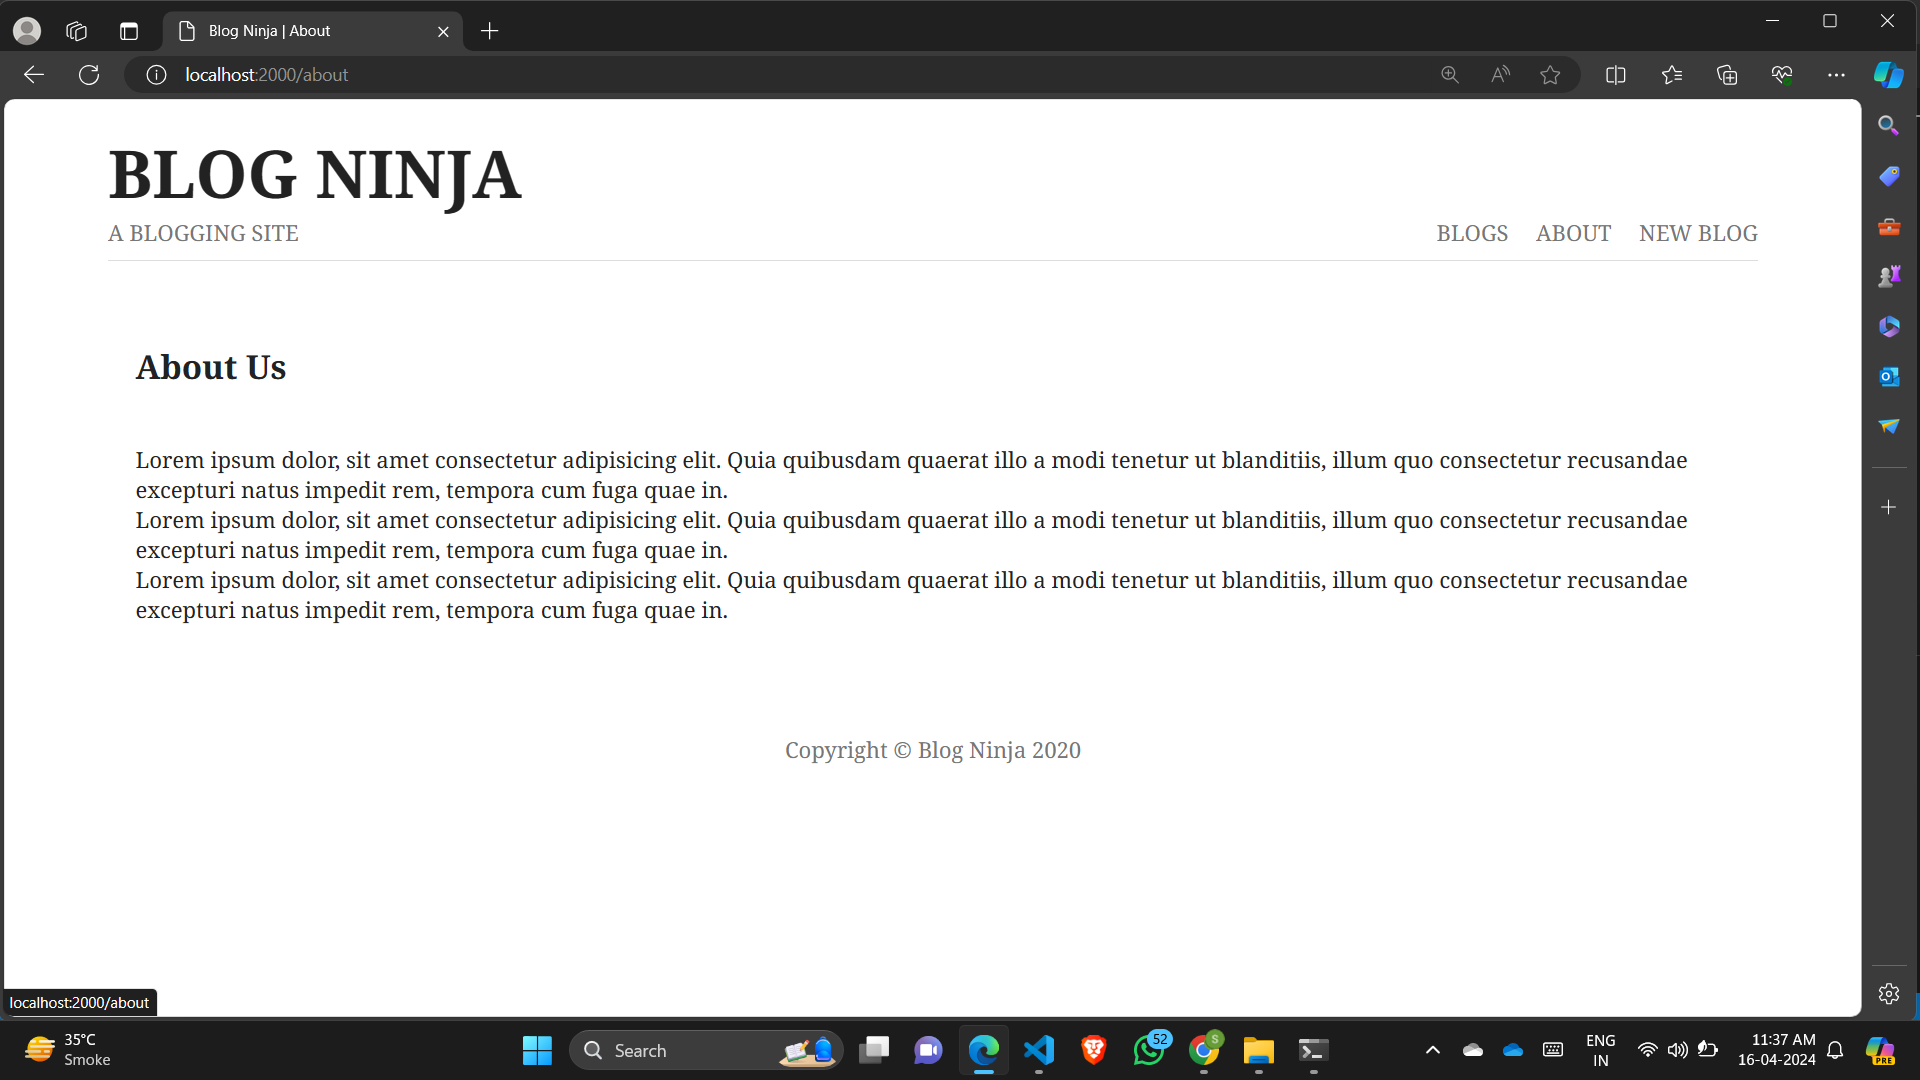 Blog Ninja | About
localhost:2000/about
BLOG NINJA
A BLOGGING SITE
BLOGS ABOUT NEW BLOG
About Us
Lorem ipsum dolor, sit amet consectetur adipisicing elit. Quia quibusdam quaerat illo a modi tenetur ut blanditiis, illum quo consectetur recusandae
excepturi natus impedit rem, tempora cum fuga quae in.
Lorem ipsum dolor, sit amet consectetur adipisicing elit. Quia quibusdam quaerat illo a modi tenetur ut blanditiis, illum quo consectetur recusandae
excepturi natus impedit rem, tempora cum fuga quae in.
Lorem ipsum dolor, sit amet consectetur adipisicing elit. Quia quibusdam quaerat illo a modi tenetur ut blanditiis, illum quo consectetur recusandae
excepturi natus impedit rem, tempora cum fuga quae in.
Copyright © Blog Ninja 2020
localhost:2000/about
35°C
Smoke
Search
52
S
ENG
IN
11:37 AM
16-04-2024
PRE